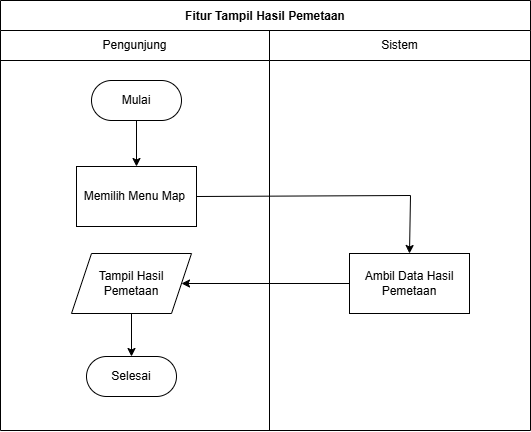 Fitur Tampil Hasil Pemetaan
Pengunjung
Sistem
Mulai
Memilih Menu Map
Ambil Data Hasil
Pemetaan
Tampil Hasil
Pemetaan
Selesai